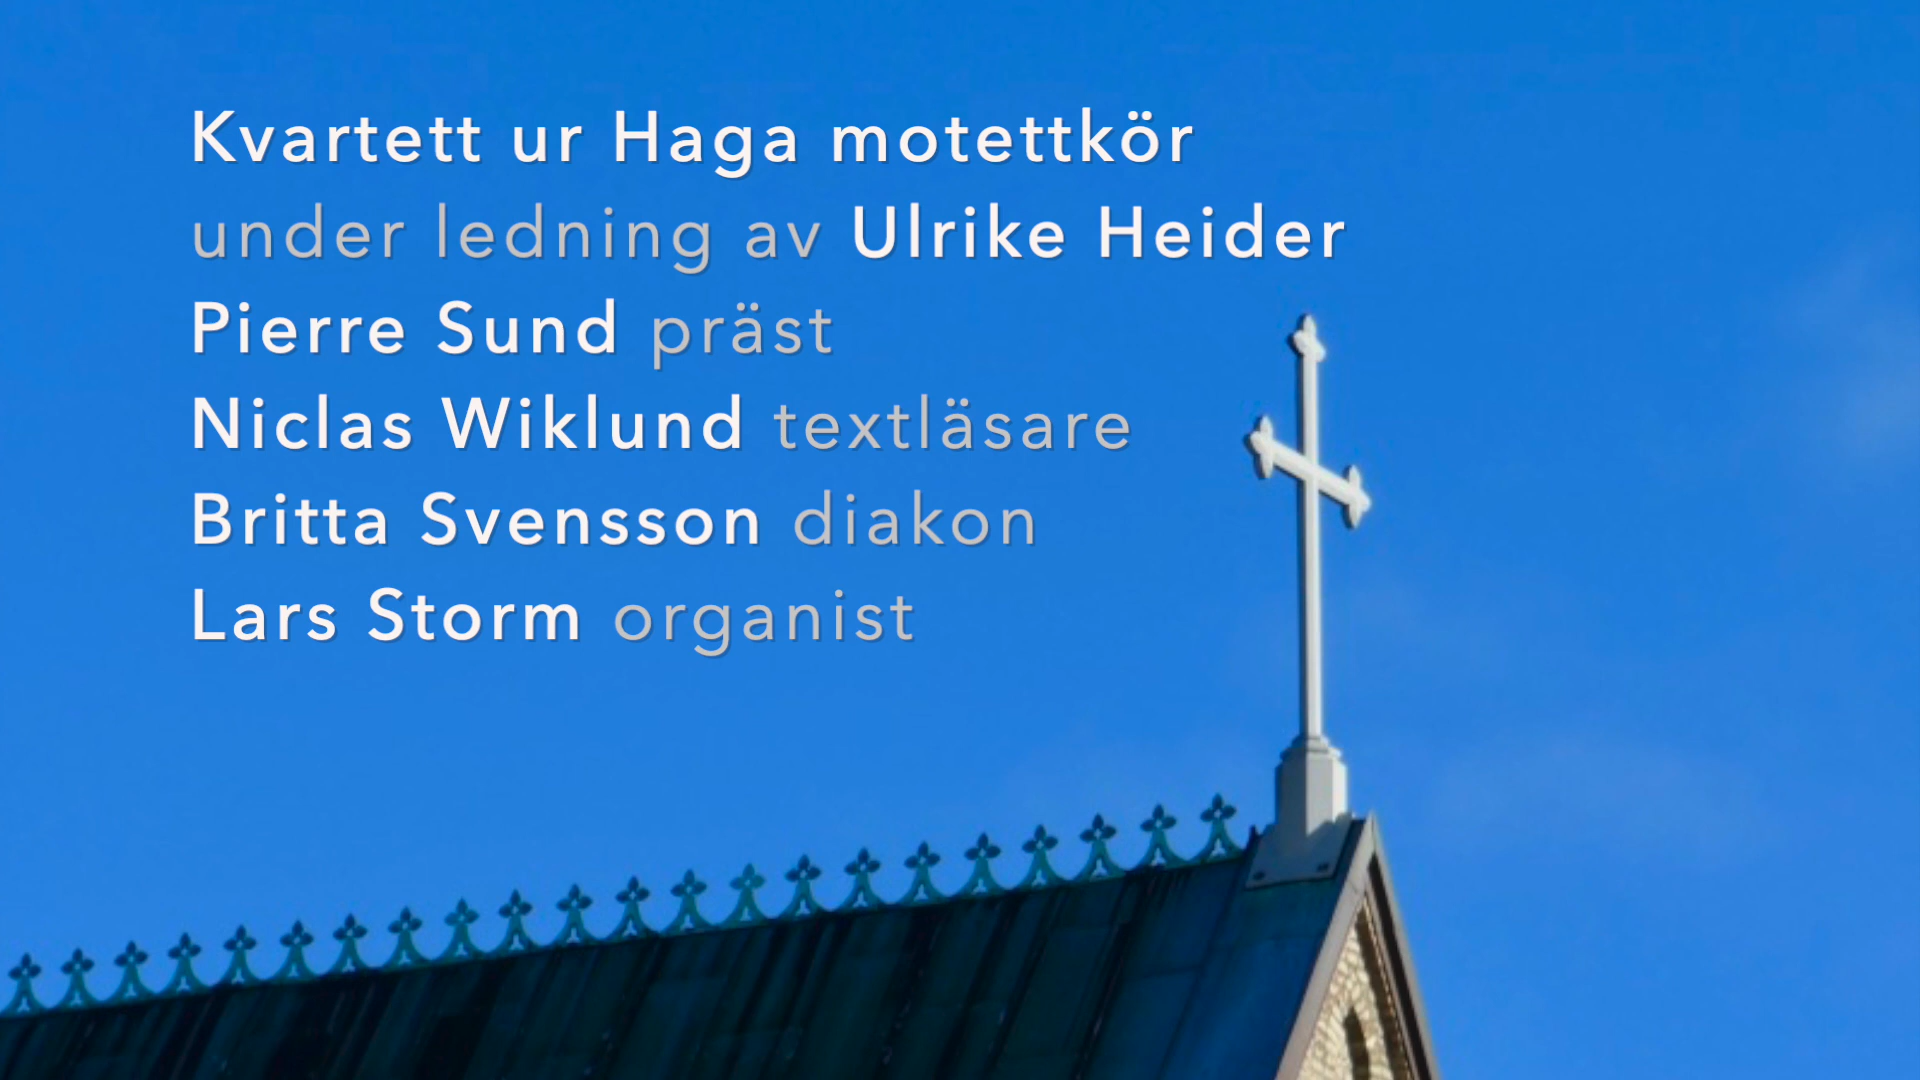 Kvartett ur Haga motettkör
under ledning av Ulrike Heider
Pierre Sund präst
Niclas Wiklund textläsare
Britta Svensson diakon
Lars Storm organist